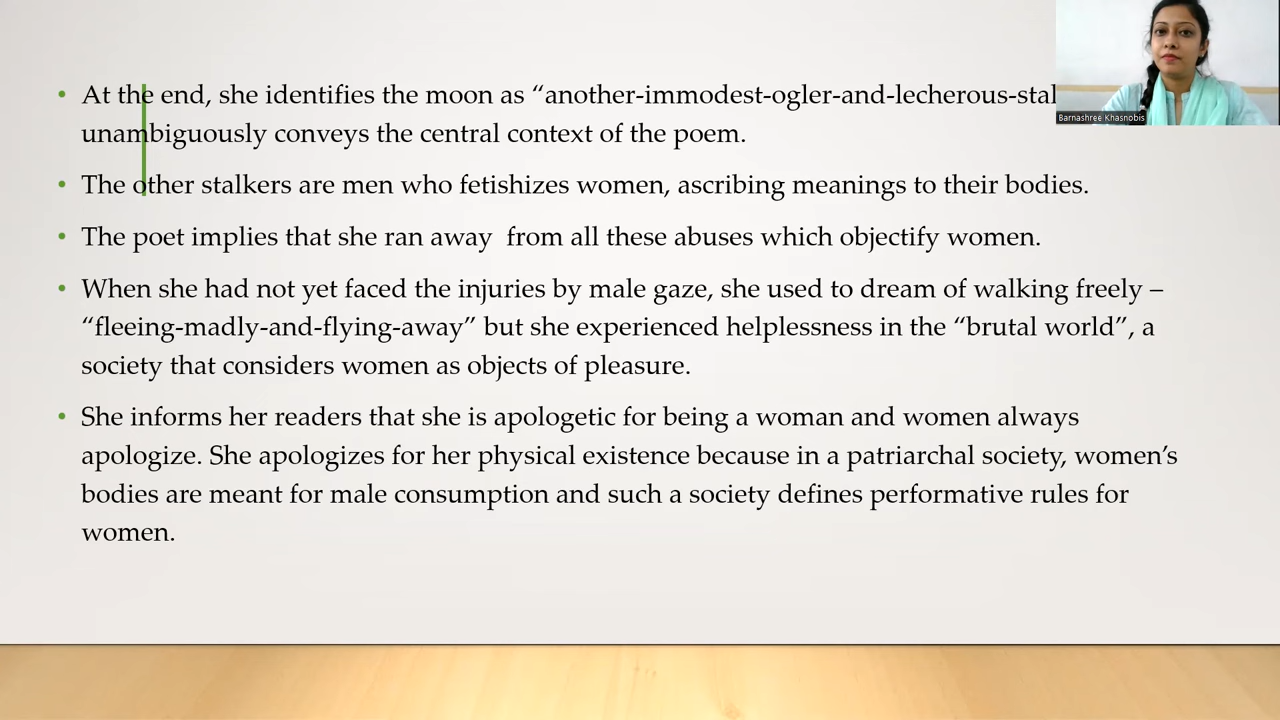 At the end, she identifies the moon as “another-immodest-ogler-and-lecherous-stal
unambiguously conveys the central context of the poem.
The other stalkers are men who fetishizes women, ascribing meanings to their bodies.
The poet implies that she ran away  from all these abuses which objectify women.
When she had not yet faced the injuries by male gaze, she used to dream of walking freely –
“fleeing-madly-and-flying-away” but she experienced helplessness in the “brutal world”, a
society that considers women as objects of pleasure.
She informs her readers that she is apologetic for being a woman and women always
apologize. She apologizes for her physical existence because in a patriarchal society, women’s
bodies are meant for male consumption and such a society defines performative rules for
women.
Barnashree Khasnobis